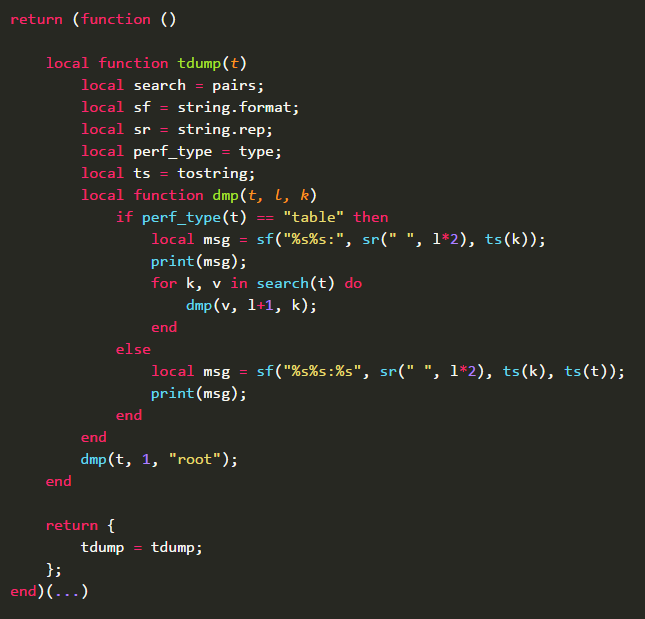 return (function ()
    local function tdump(t)
        local search = pairs;
        local sf = string.format;
        local sr = string.rep;
        local perf_type = type;
        local ts = tostring;
        local function dmp(t, l, k)
            if perf_type(t) == "table" then
                local msg = sf("%s%s:", sr(" ", l*2), ts(k));
                print(msg);
                for k, v in search(t) do
                    dmp(v, l+1, k);
                end
            else
                local msg = sf("%s%s:%s", sr(" ", l*2), ts(k), ts(t));
                print(msg);
            end
        end
        dmp(t, 1, "root");
    end
    return {
        tdump = tdump;
    };
end)(...)